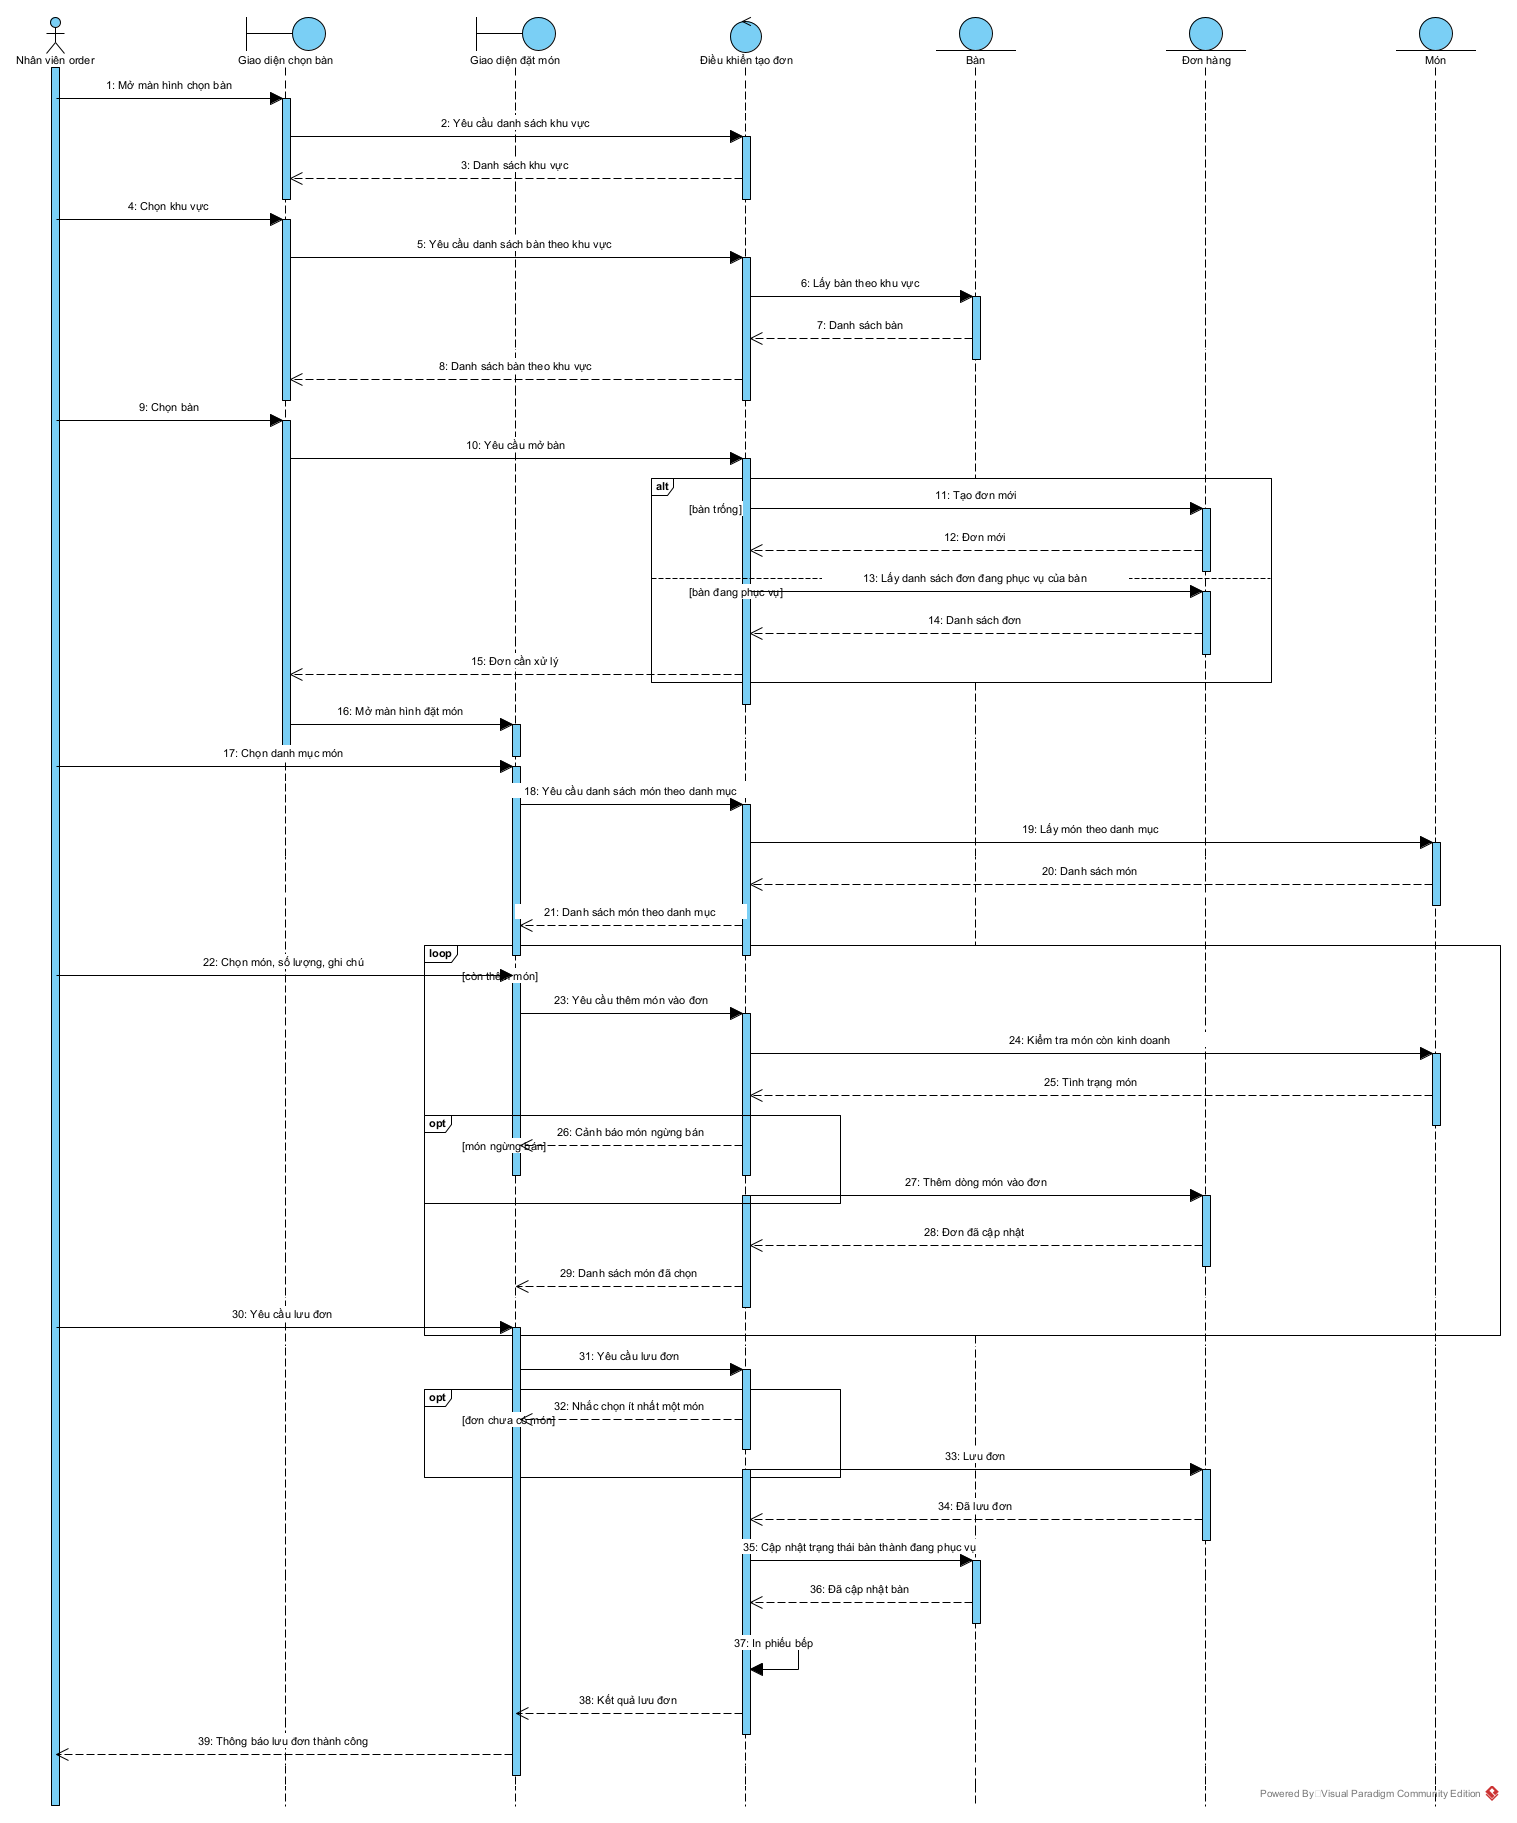 Nhân viên order
Giao diện chọn bàn
Giao diện đặt món
Điều khiển tạo đơn
Bàn
Đơn hàng
Món
1: Mở màn hình chọn bàn
2: Yêu cầu danh sách khu vực
3: Danh sách khu vực
4: Chọn khu vực
5: Yêu cầu danh sách bàn theo khu vực
6: Lấy bàn theo khu vực
7: Danh sách bàn
8: Danh sách bàn theo khu vực
9: Chọn bàn
10: Yêu cầu mở bàn
alt
11: Tạo đơn mới
[bàn trống]
12: Đơn mới
13: Lấy danh sách đơn đang phục vụ của bàn
[bàn đang phục vụ]
14: Danh sách đơn
15: Đơn cần xử lý
16: Mở màn hình đặt món
17: Chọn danh mục món
18: Yêu cầu danh sách món theo danh mục
19: Lấy món theo danh mục
20: Danh sách món
21: Danh sách món theo danh mục
loop
22: Chọn món, số lượng, ghi chú
[còn thêm món]
23: Yêu cầu thêm món vào đơn
24: Kiểm tra món còn kinh doanh
25: Tình trạng món
opt
26: Cảnh báo món ngừng bán
[món ngừng bán]
27: Thêm dòng món vào đơn
28: Đơn đã cập nhật
29: Danh sách món đã chọn
30: Yêu cầu lưu đơn
31: Yêu cầu lưu đơn
opt
32: Nhắc chọn ít nhất một món
[đơn chưa có món]
33: Lưu đơn
34: Đã lưu đơn
35: Cập nhật trạng thái bàn thành đang phục vụ
36: Đã cập nhật bàn
37: In phiếu bếp
38: Kết quả lưu đơn
39: Thông báo lưu đơn thành công
Powered By Visual Paradigm Community Edition